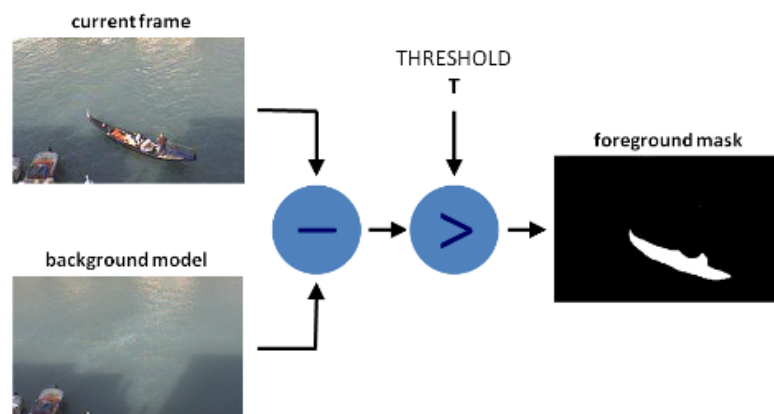 current frame
THRESHOLD
T
foreground mask
−
>
background model